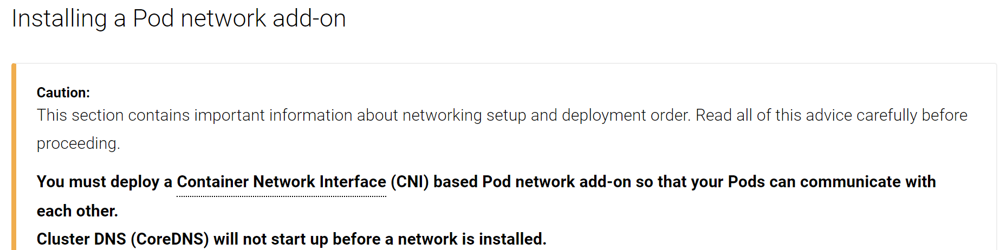 Installing a Pod network add-on
Caution:
This section contains important information about networking setup and deployment order. Read all of this advice carefully before
proceeding.
You must deploy a Container Network Interface (CNI) based Pod network add-on so that your Pods can communicate with
each other.
Cluster DNS (CoreDNS) will not start up before a network is installed.